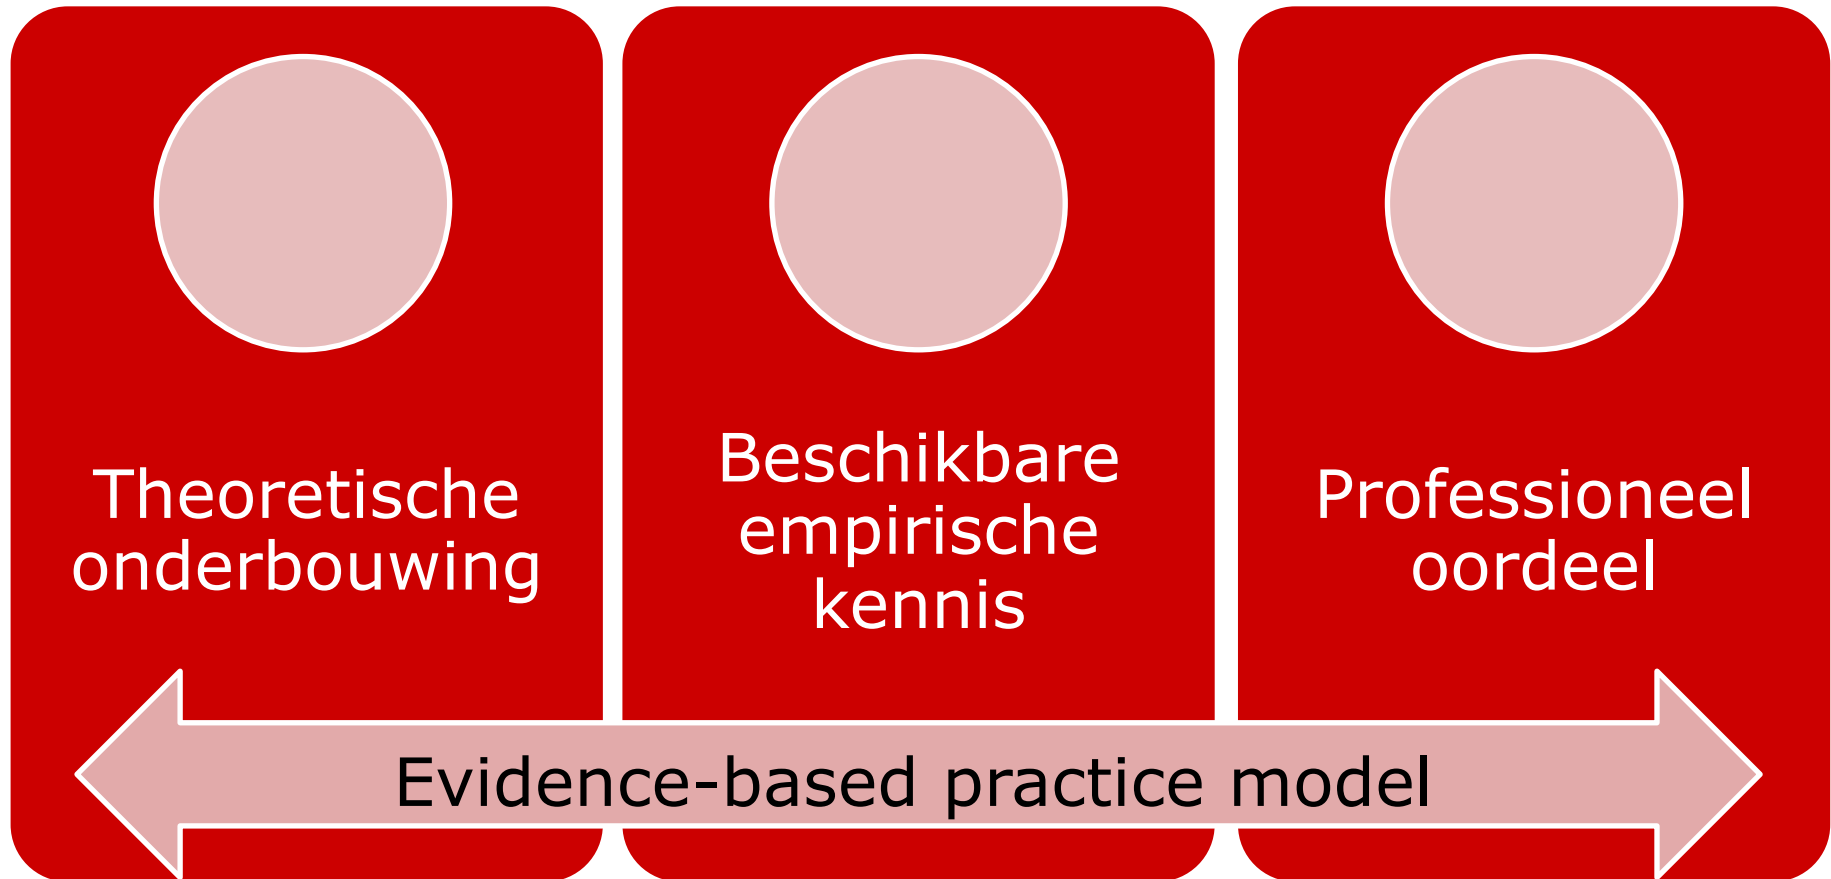 Theoretische
onderbouwing
Beschikbare
empirische
kennis
Professioneel
oordeel
Evidence-based practice model